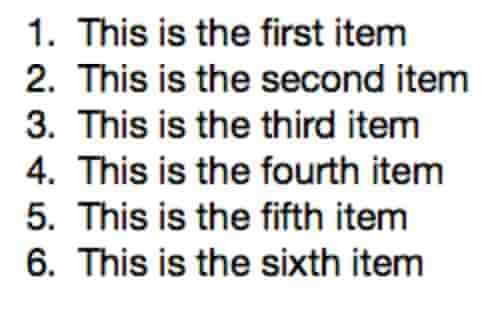 1. This is the first item
2. This is the second item
3. This is the third item
4. This is the fourth item
5. This is the fifth item
6. This is the sixth item